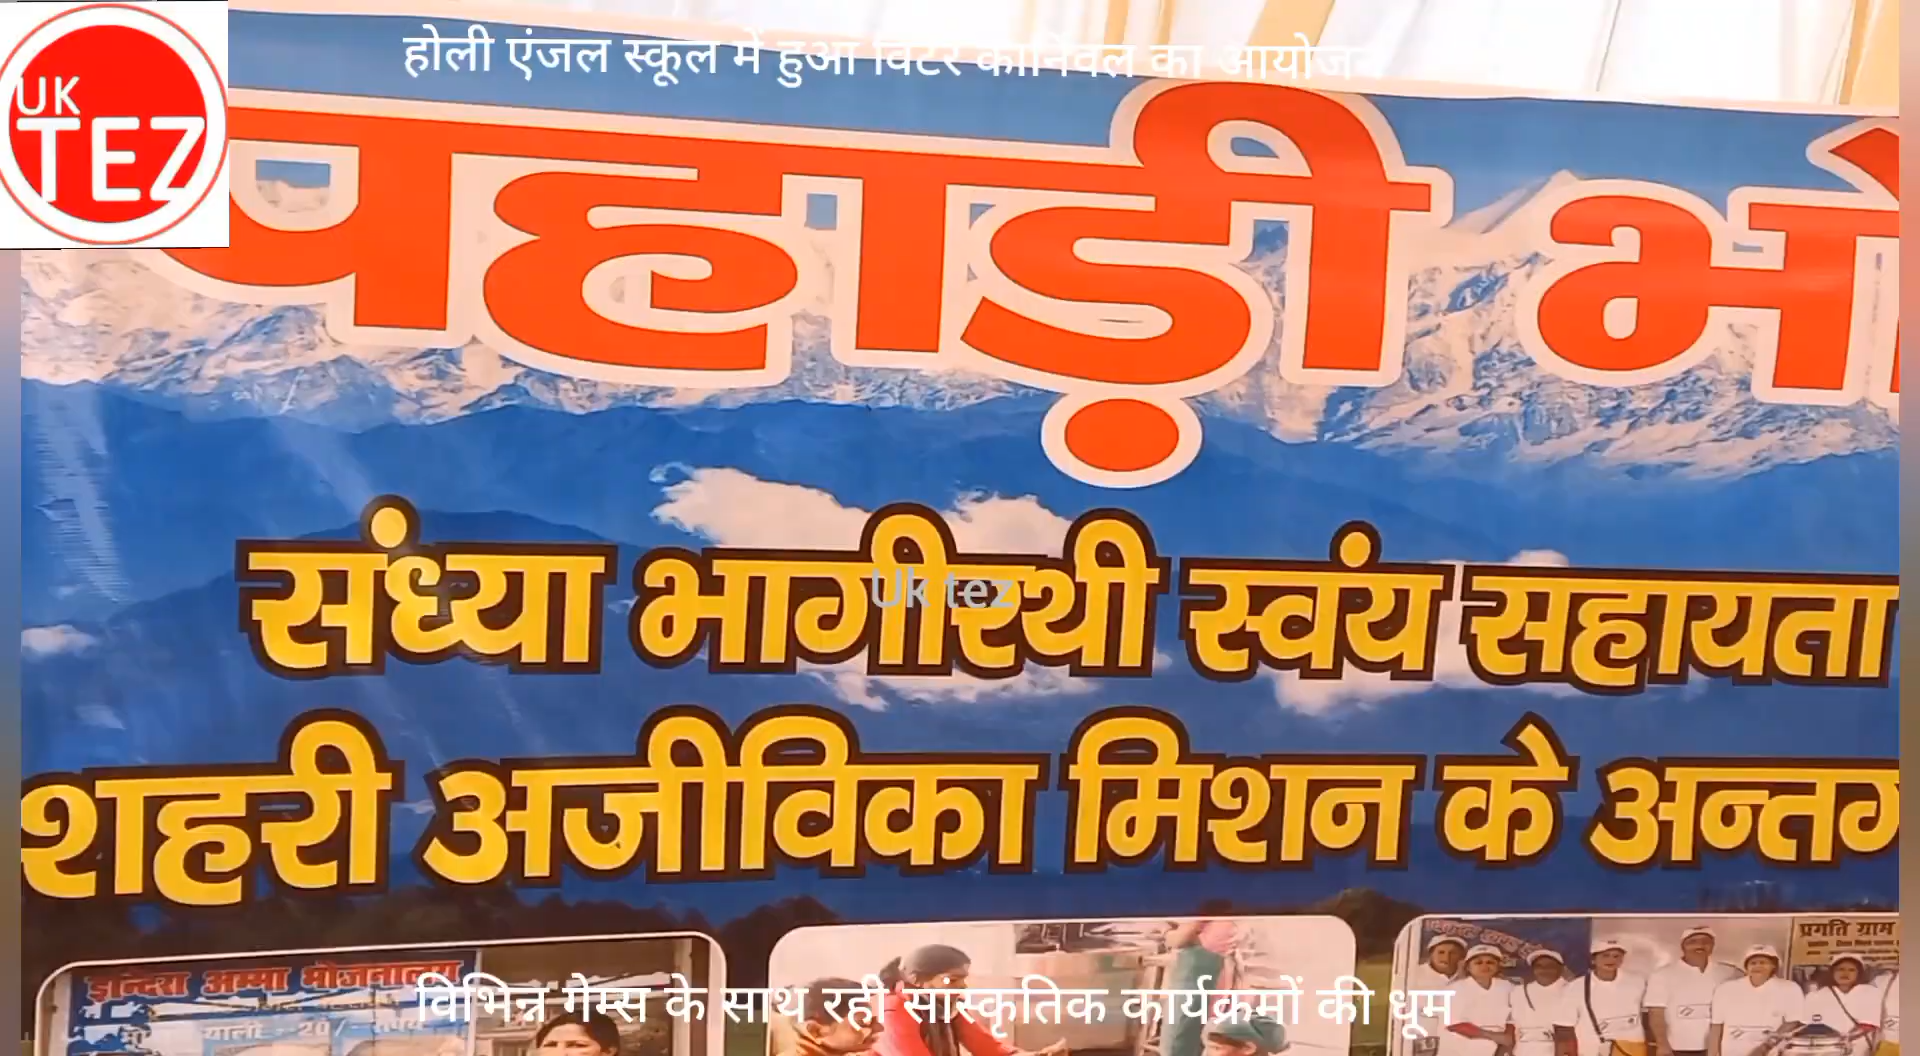 होली एंजल स्कूल में हुआ विंटर कार्निवल का आयोजन
UK
TEZ
पहाड़ी भो
संध्या भागीरथी स्वंय सहायता
Uk tez
शहरी अजीविका मिशन के अन्तग
इन्दिरा अम्मा भोजनालय
थाली - 20/-
प्रगति ग्राम
विभिन्न गेम्स के साथ रही सांस्कृतिक कार्यक्रमों की धूम